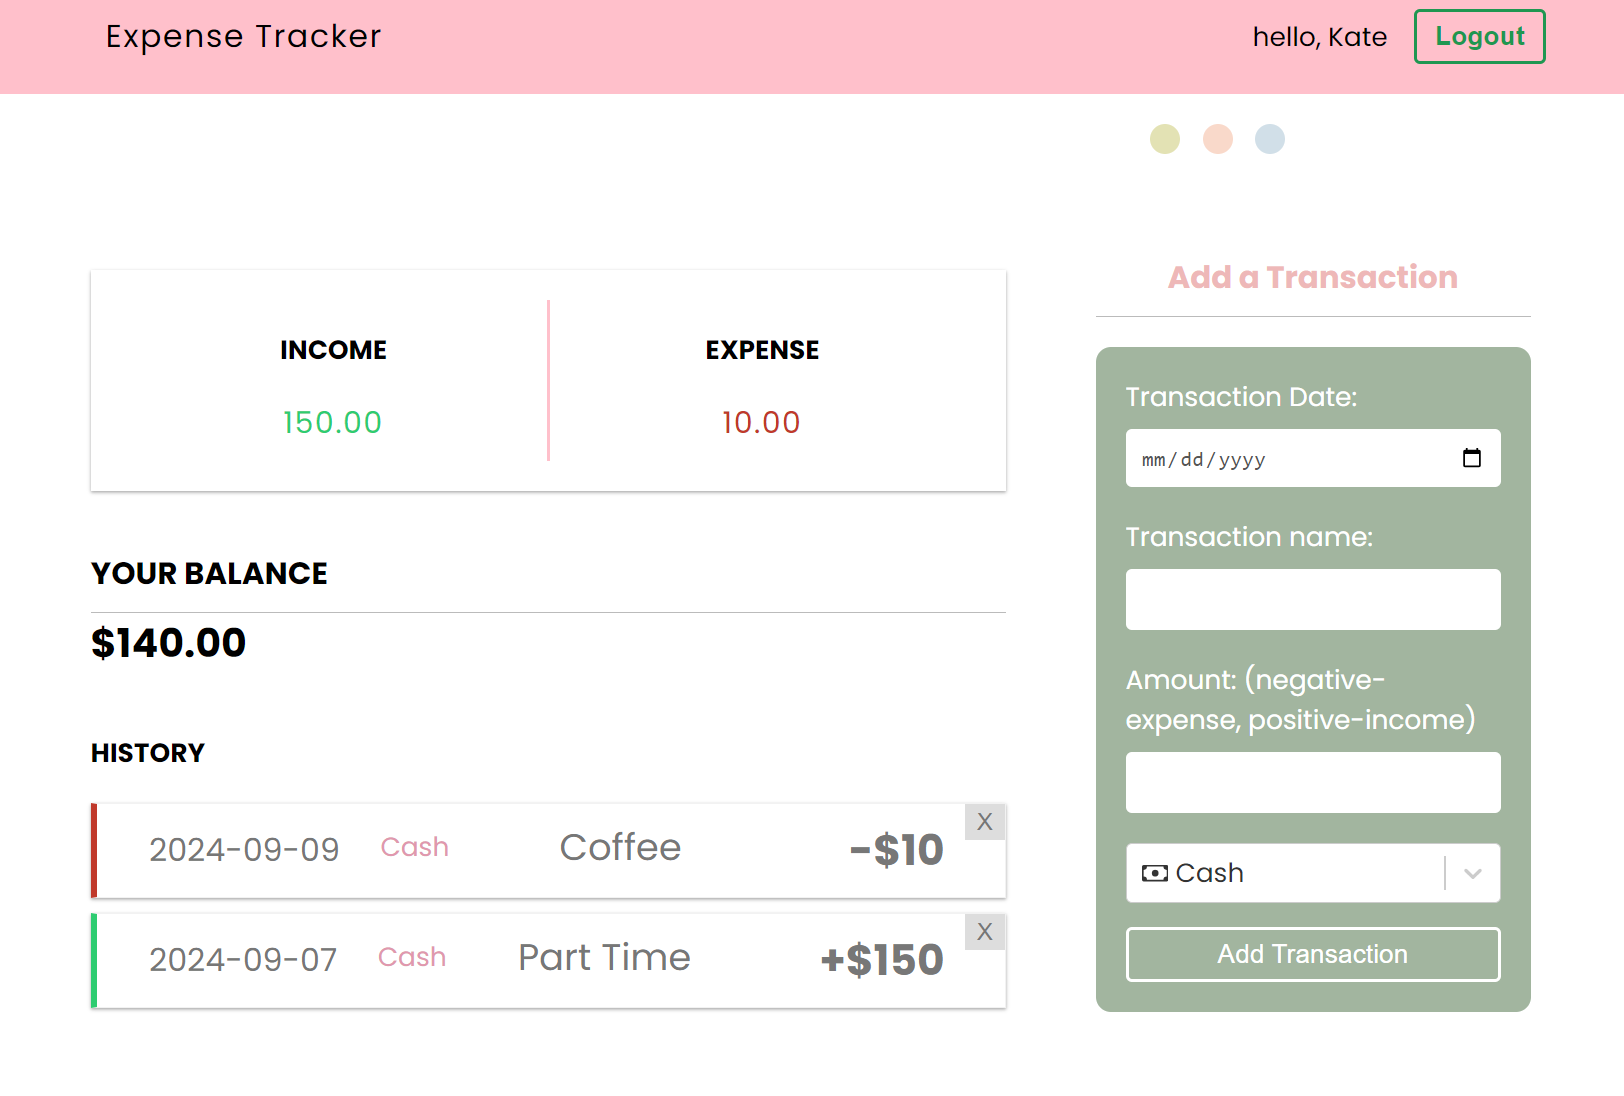 Expense Tracker
hello, Kate
Logout
INCOME
150.00
EXPENSE
10.00
YOUR BALANCE
$140.00
HISTORY
2024-09-09 Cash Coffee -$10 X
2024-09-07 Cash Part Time +$150 X
Add a Transaction
Transaction Date:
mm/dd/yyyy
Transaction name:
Amount: (negative-
expense, positive-income)
Cash
Add Transaction